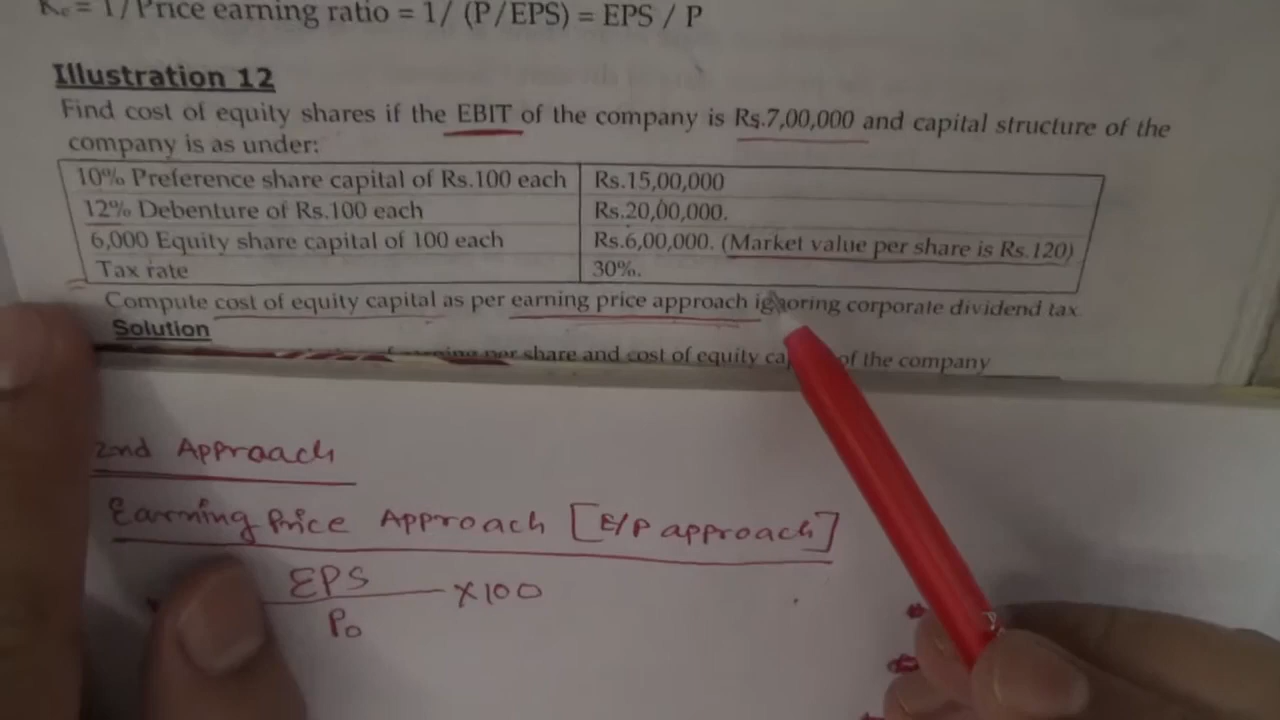 Kₑ = 1/Price earning ratio = 1/ (P/EPS) = EPS / P
Illustration 12
Find cost of equity shares if the EBIT of the company is Rs.7,00,000 and capital structure of the
company is as under:
10% Preference share capital of Rs.100 each Rs.15,00,000
12% Debenture of Rs.100 each Rs.20,00,000.
6,000 Equity share capital of 100 each Rs.6,00,000. (Market value per share is Rs.120)
Tax rate 30%.
Compute cost of equity capital as per earning price approach ignoring corporate dividend tax
Solution
earning per share and cost of equity of the company
2nd Approach
Earning Price Approach [E/P approach]
EPS
× 100
P₀